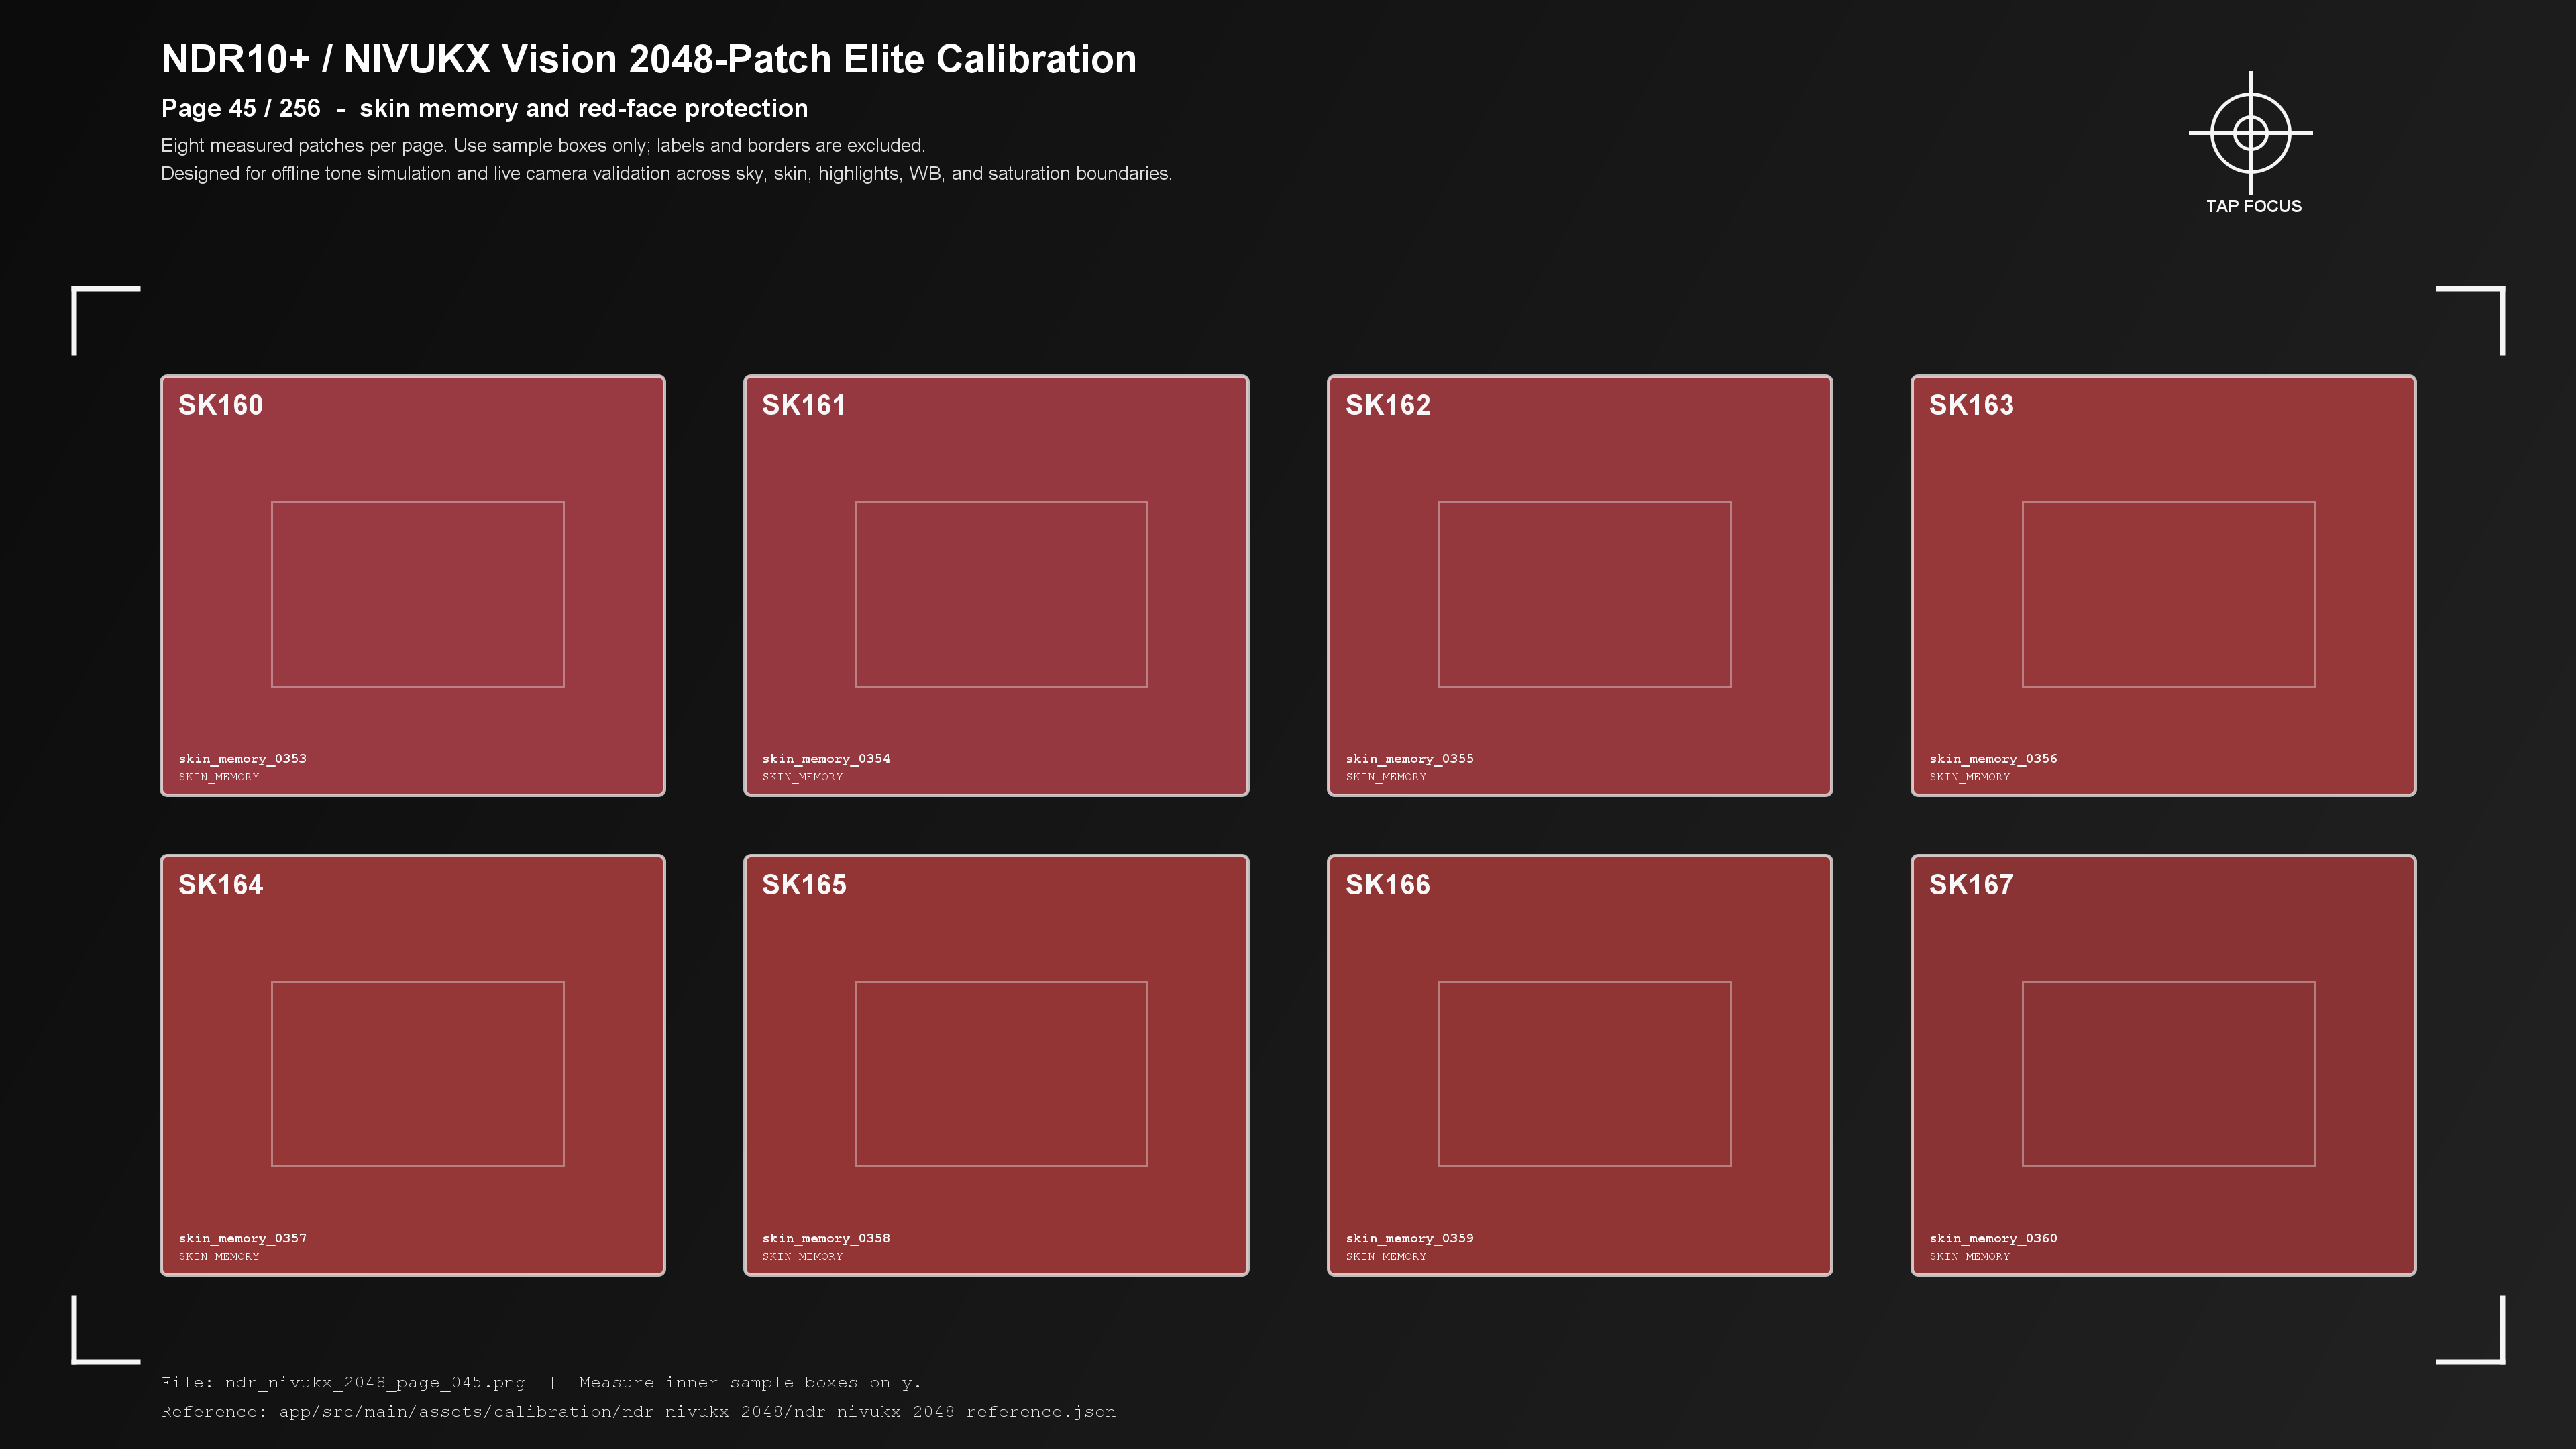 NDR10+ / NIVUKX Vision 2048-Patch Elite Calibration
Page 45 / 256 - skin memory and red-face protection
Eight measured patches per page. Use sample boxes only; labels and borders are excluded.
Designed for offline tone simulation and live camera validation across sky, skin, highlights, WB, and saturation boundaries.
TAP FOCUS
SK160
skin_memory_0353
SKIN_MEMORY
SK161
skin_memory_0354
SKIN_MEMORY
SK162
skin_memory_0355
SKIN_MEMORY
SK163
skin_memory_0356
SKIN_MEMORY
SK164
skin_memory_0357
SKIN_MEMORY
SK165
skin_memory_0358
SKIN_MEMORY
SK166
skin_memory_0359
SKIN_MEMORY
SK167
skin_memory_0360
SKIN_MEMORY
File: ndr_nivukx_2048_page_045.png | Measure inner sample boxes only.
Reference: app/src/main/assets/calibration/ndr_nivukx_2048/ndr_nivukx_2048_reference.json